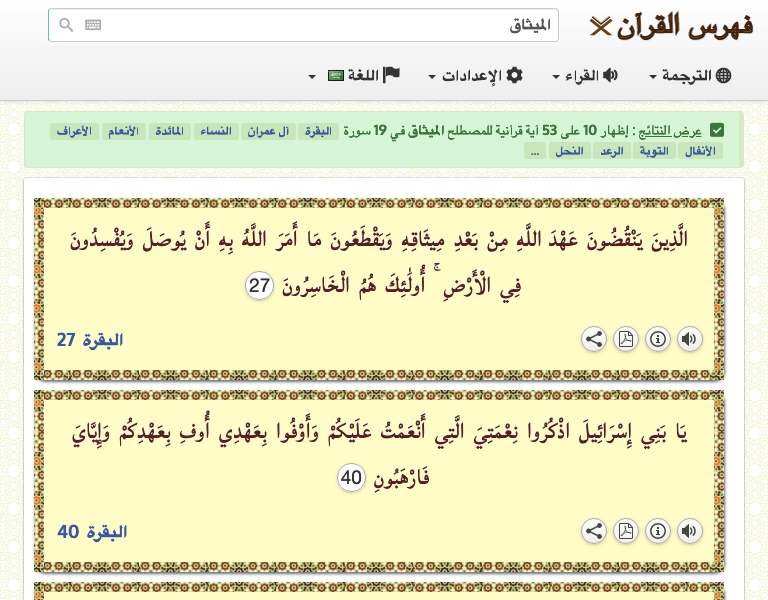 فهرس القرآن
الميثاق
الترجمة القراء الإعدادات اللغة
عرض النتائج : إظهار 10 على 53 آية قرآنية للمصطلح الميثاق في 19 سورة البقرة آل عمران النساء المائدة الأنعام الأعراف
الأنفال التوبة الرعد النحل ...
الَّذِينَ يَنْقُضُونَ عَهْدَ اللَّهِ مِنْ بَعْدِ مِيثَاقِهِ وَيَقْطَعُونَ مَا أَمَرَ اللَّهُ بِهِ أَنْ يُوصَلَ وَيُفْسِدُونَ
فِي الْأَرْضِ ۚ أُولَٰئِكَ هُمُ الْخَاسِرُونَ 27
البقرة 27
يَا بَنِي إِسْرَائِيلَ اذْكُرُوا نِعْمَتِيَ الَّتِي أَنْعَمْتُ عَلَيْكُمْ وَأَوْفُوا بِعَهْدِي أُوفِ بِعَهْدِكُمْ وَإِيَّايَ
فَارْهَبُونِ 40
البقرة 40